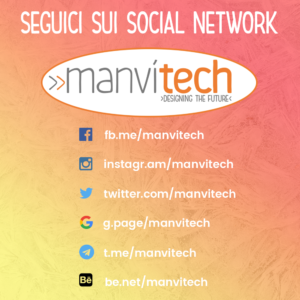 SEGUICI SUI SOCIAL NETWORK
»manvitech
>DESIGNING THE FUTURE<
fb.me/manvitech
instagr.am/manvitech
twitter.com/manvitech
g.page/manvitech
t.me/manvitech
Bē be.net/manvitech